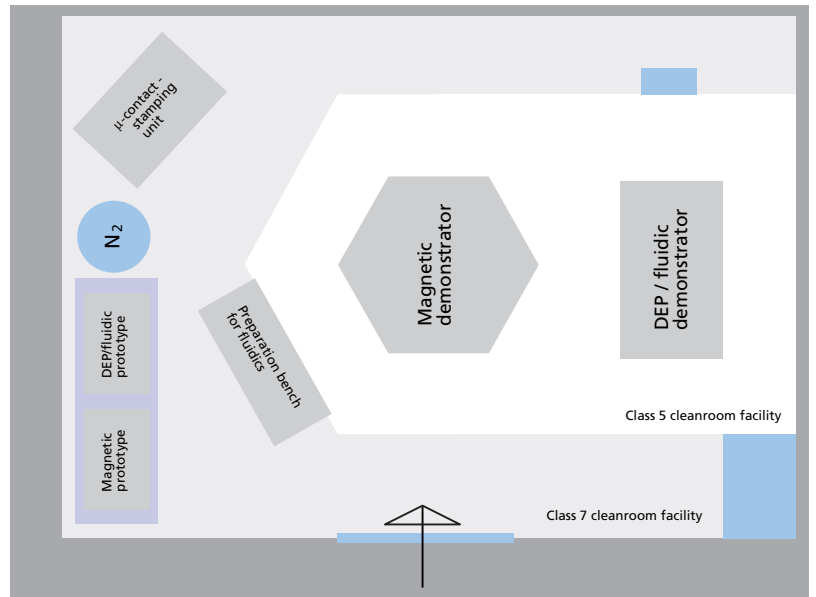 μ-contact -
stamping
unit
N2
DEP/fluidic
prototype
Magnetic
prototype
Preparation bench
for fluidics
Magnetic
demonstrator
DEP / fluidic
demonstrator
Class 5 cleanroom facility
Class 7 cleanroom facility